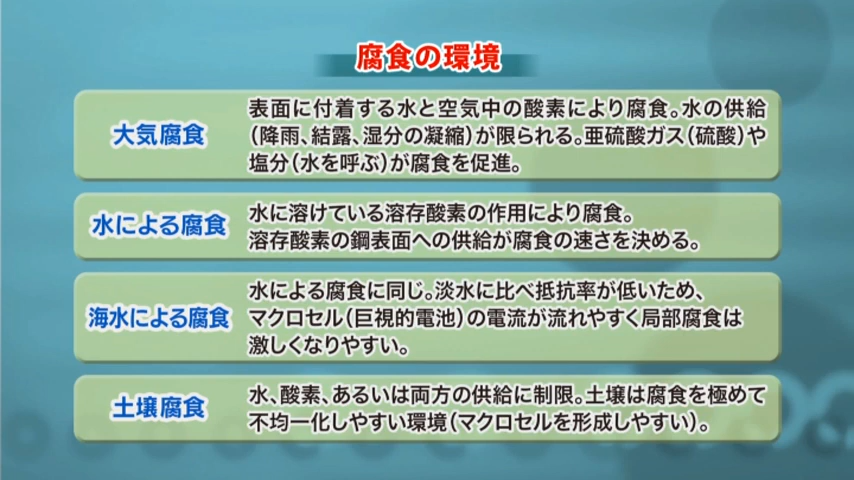 腐食の環境
大気腐食
表面に付着する水と空気中の酸素により腐食。水の供給
（降雨、結露、湿分の凝縮）が限られる。亜硫酸ガス（硫酸）や
塩分（水を呼ぶ）が腐食を促進。
水による腐食
水に溶けている溶存酸素の作用により腐食。
溶存酸素の鋼表面への供給が腐食の速さを決める。
海水による腐食
水による腐食に同じ。淡水に比べ抵抗率が低いため、
マクロセル（巨視的電池）の電流が流れやすく局部腐食は
激しくなりやすい。
土壌腐食
水、酸素、あるいは両方の供給に制限。土壌は腐食を極めて
不均一化しやすい環境（マクロセルを形成しやすい）。